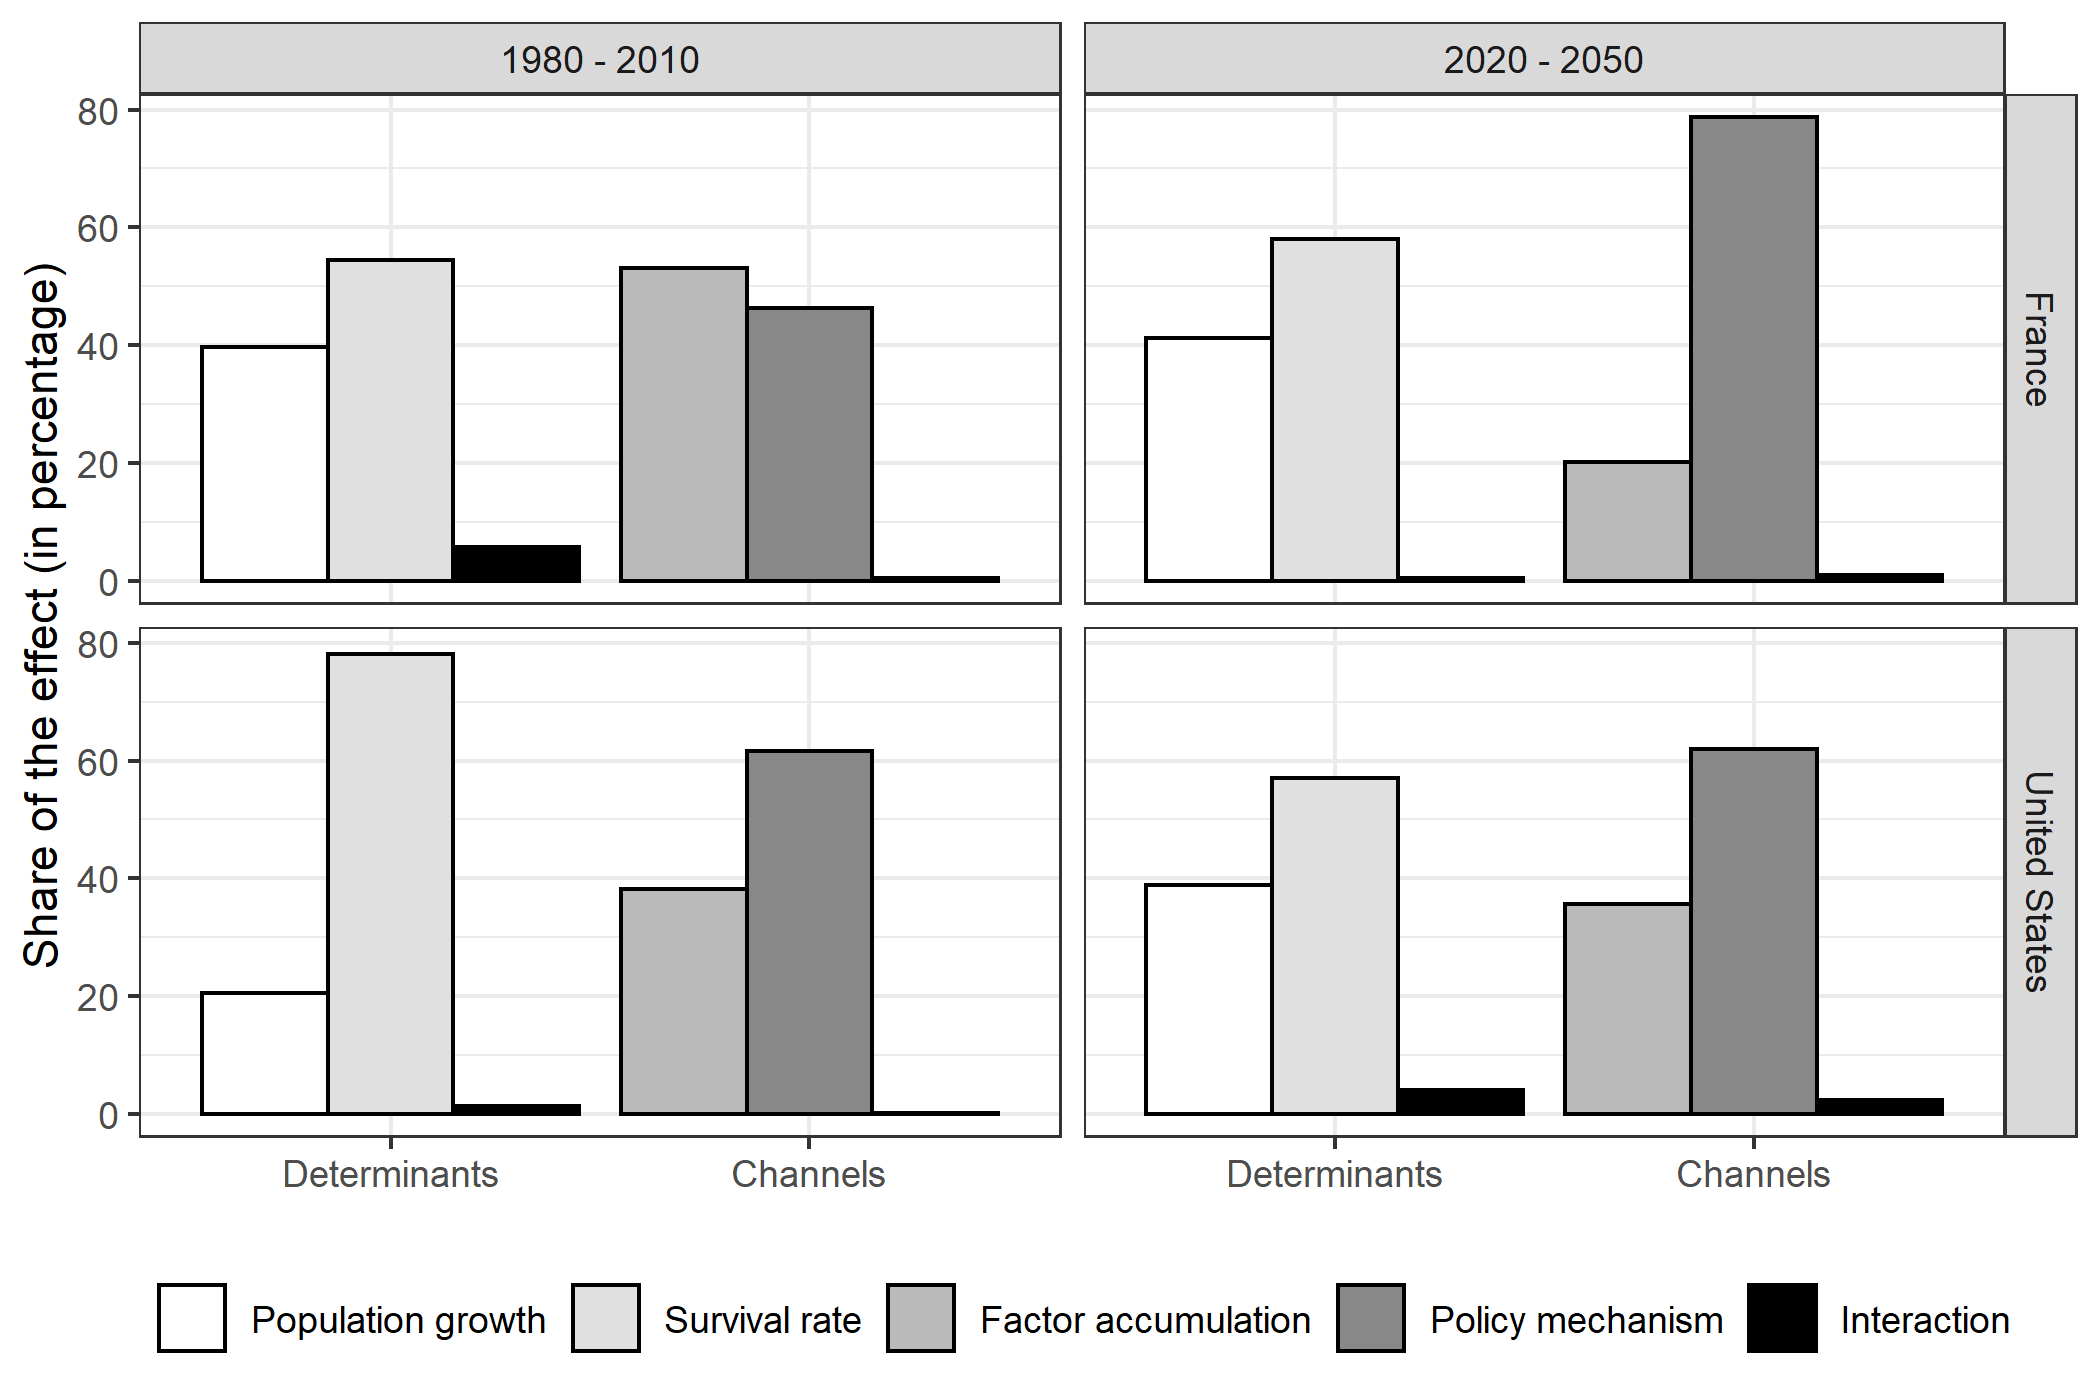 1980 - 2010
2020 - 2050
Share of the effect (in percentage)
80
60
40
20
0
France
80
60
40
20
0
United States
Determinants
Channels
Determinants
Channels
Population growth
Survival rate
Factor accumulation
Policy mechanism
Interaction